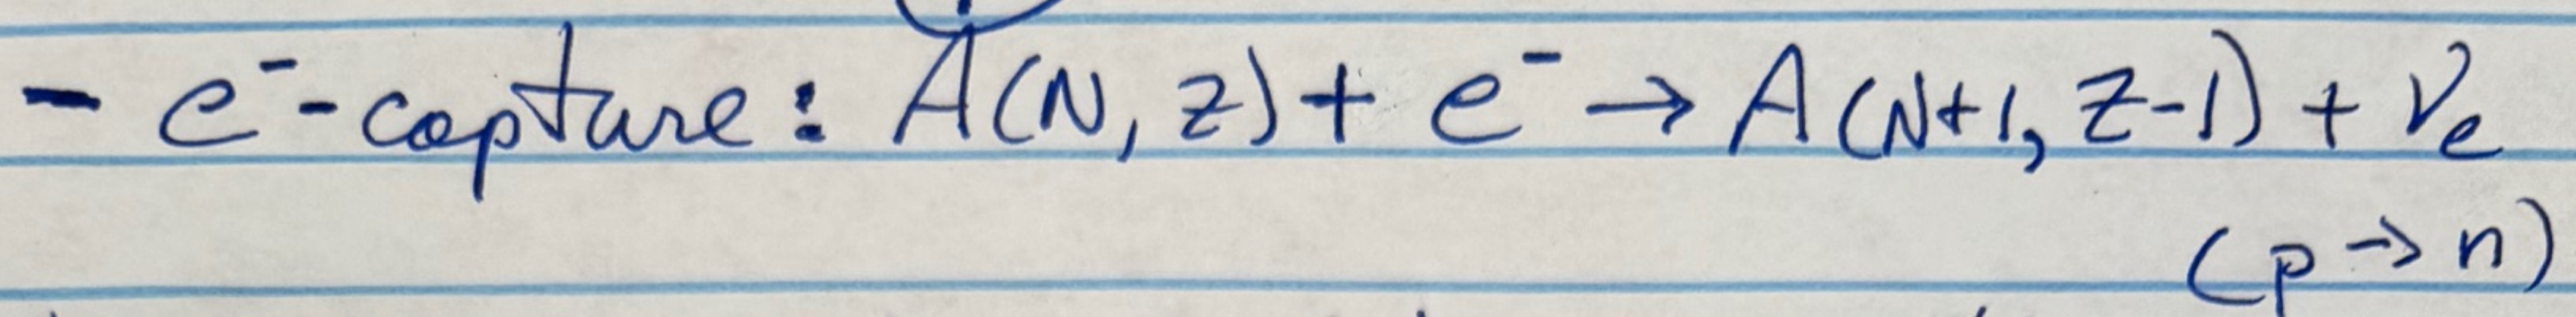 - e⁻-capture: A(N, Z) + e⁻ → A(N+1, Z-1) + νₑ
(p → n)